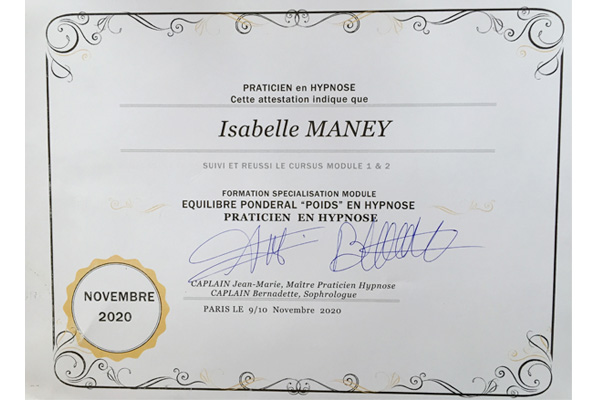 PRATICIEN en HYPNOSE
Cette attestation indique que
Isabelle MANEY
SUIVI ET REUSSI LE CURSUS MODULE 1 & 2
FORMATION SPECIALISATION MODULE
EQUILIBRE PONDERAL "POIDS" EN HYPNOSE
PRATICIEN EN HYPNOSE
CAPLAIN Jean-Marie, Maître Praticien Hypnose
CAPLAIN Bernadette, Sophrologue
PARIS LE 9/10 Novembre 2020
NOVEMBRE
2020